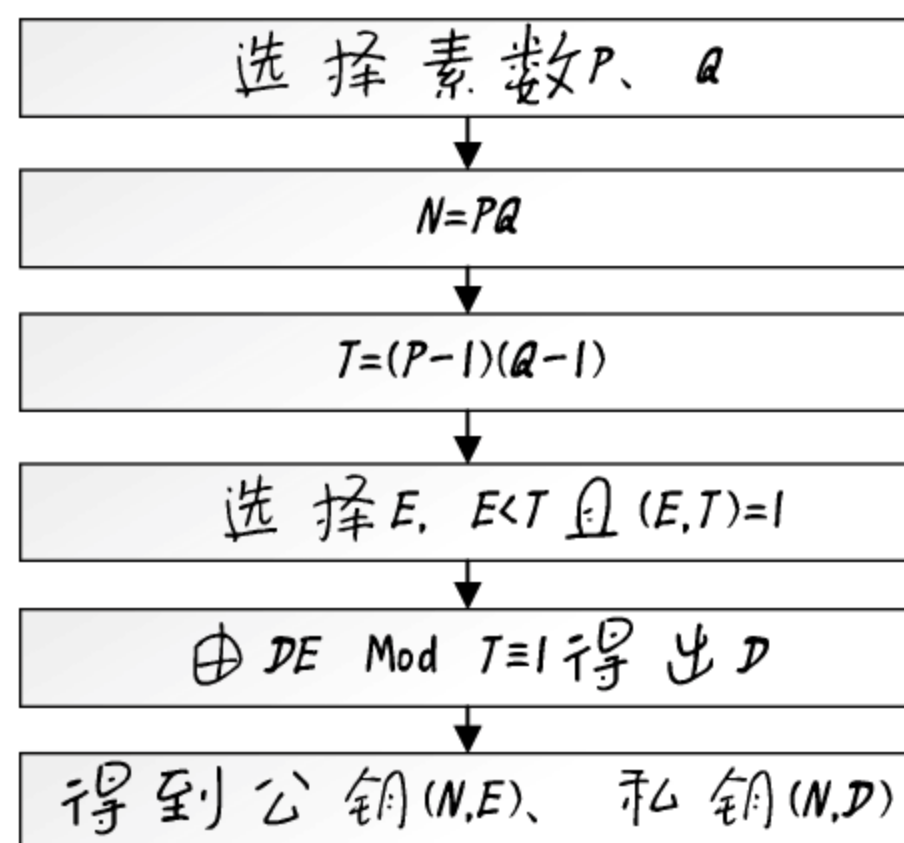 选择素数P、Q
N=PQ
T=(P-1)(Q-1)
选择E, E<T且(E,T)=1
由DE Mod T≡1得出D
得到公钥(N,E)、私钥(N,D)